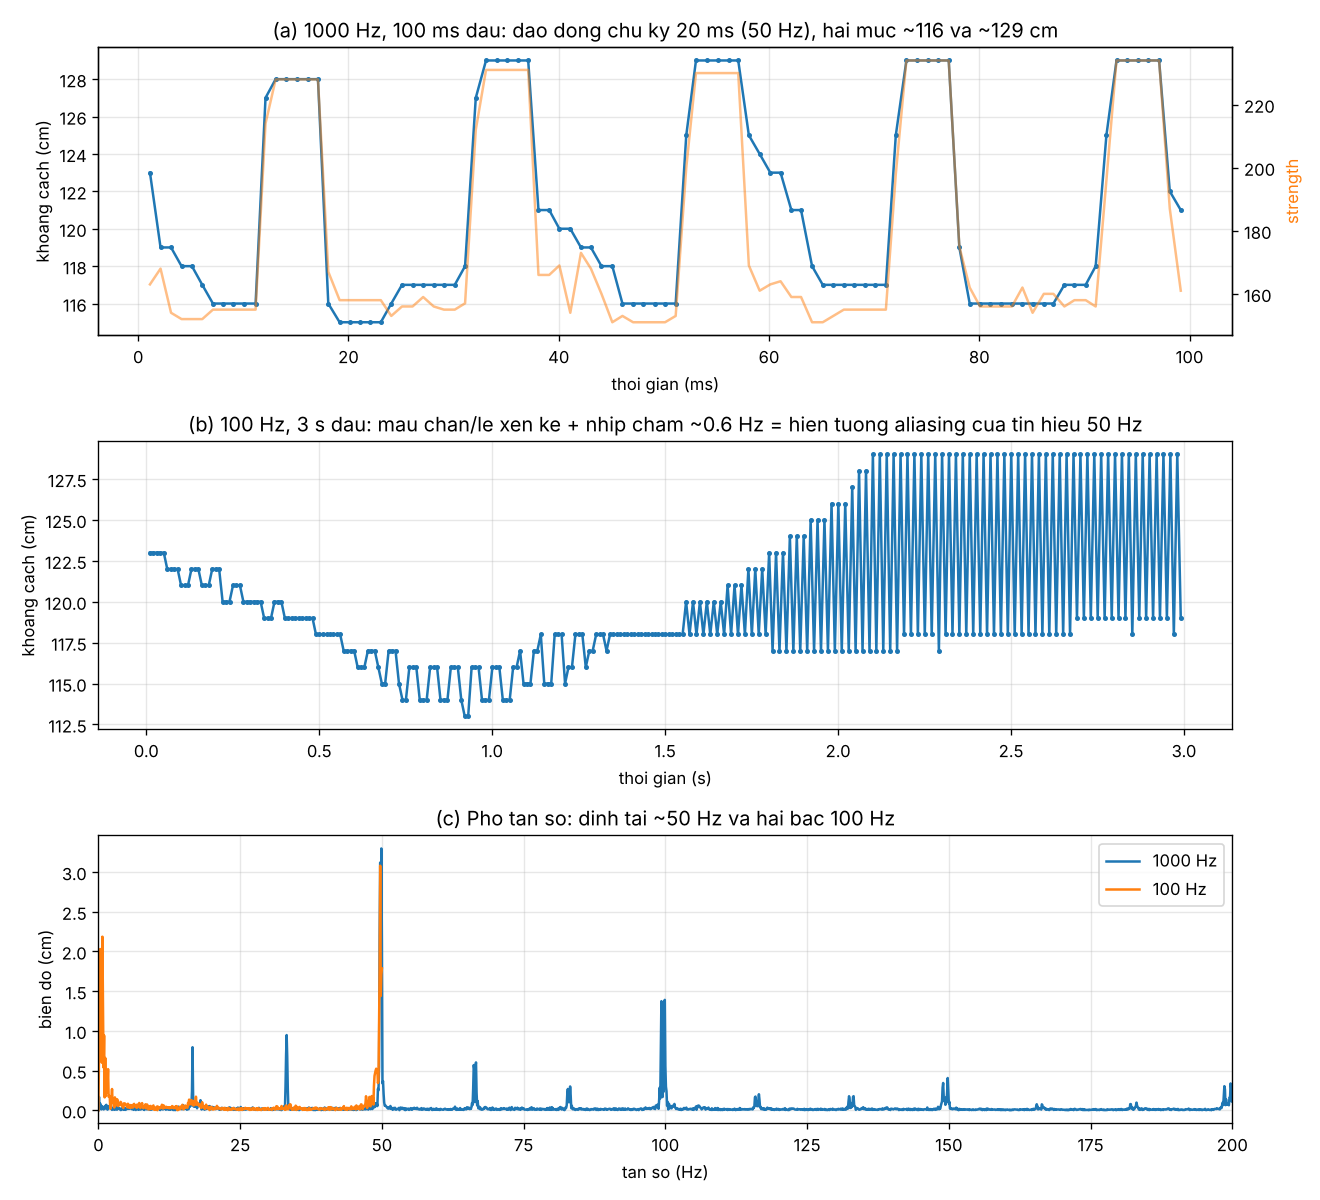 (a) 1000 Hz, 100 ms dau: dao dong chu ky 20 ms (50 Hz), hai muc ~116 va ~129 cm
128
126
124
122
120
118
116
khoang cach (cm)
220
200
180
160
strength
0 20 40 60 80 100
thoi gian (ms)
(b) 100 Hz, 3 s dau: mau chan/le xen ke + nhip cham ~0.6 Hz = hien tuong aliasing cua tin hieu 50 Hz
127.5
125.0
122.5
120.0
117.5
115.0
112.5
khoang cach (cm)
0.0 0.5 1.0 1.5 2.0 2.5 3.0
thoi gian (s)
(c) Pho tan so: dinh tai ~50 Hz va hai bac 100 Hz
1000 Hz
100 Hz
3.0
2.5
2.0
1.5
1.0
0.5
0.0
bien do (cm)
0 25 50 75 100 125 150 175 200
tan so (Hz)